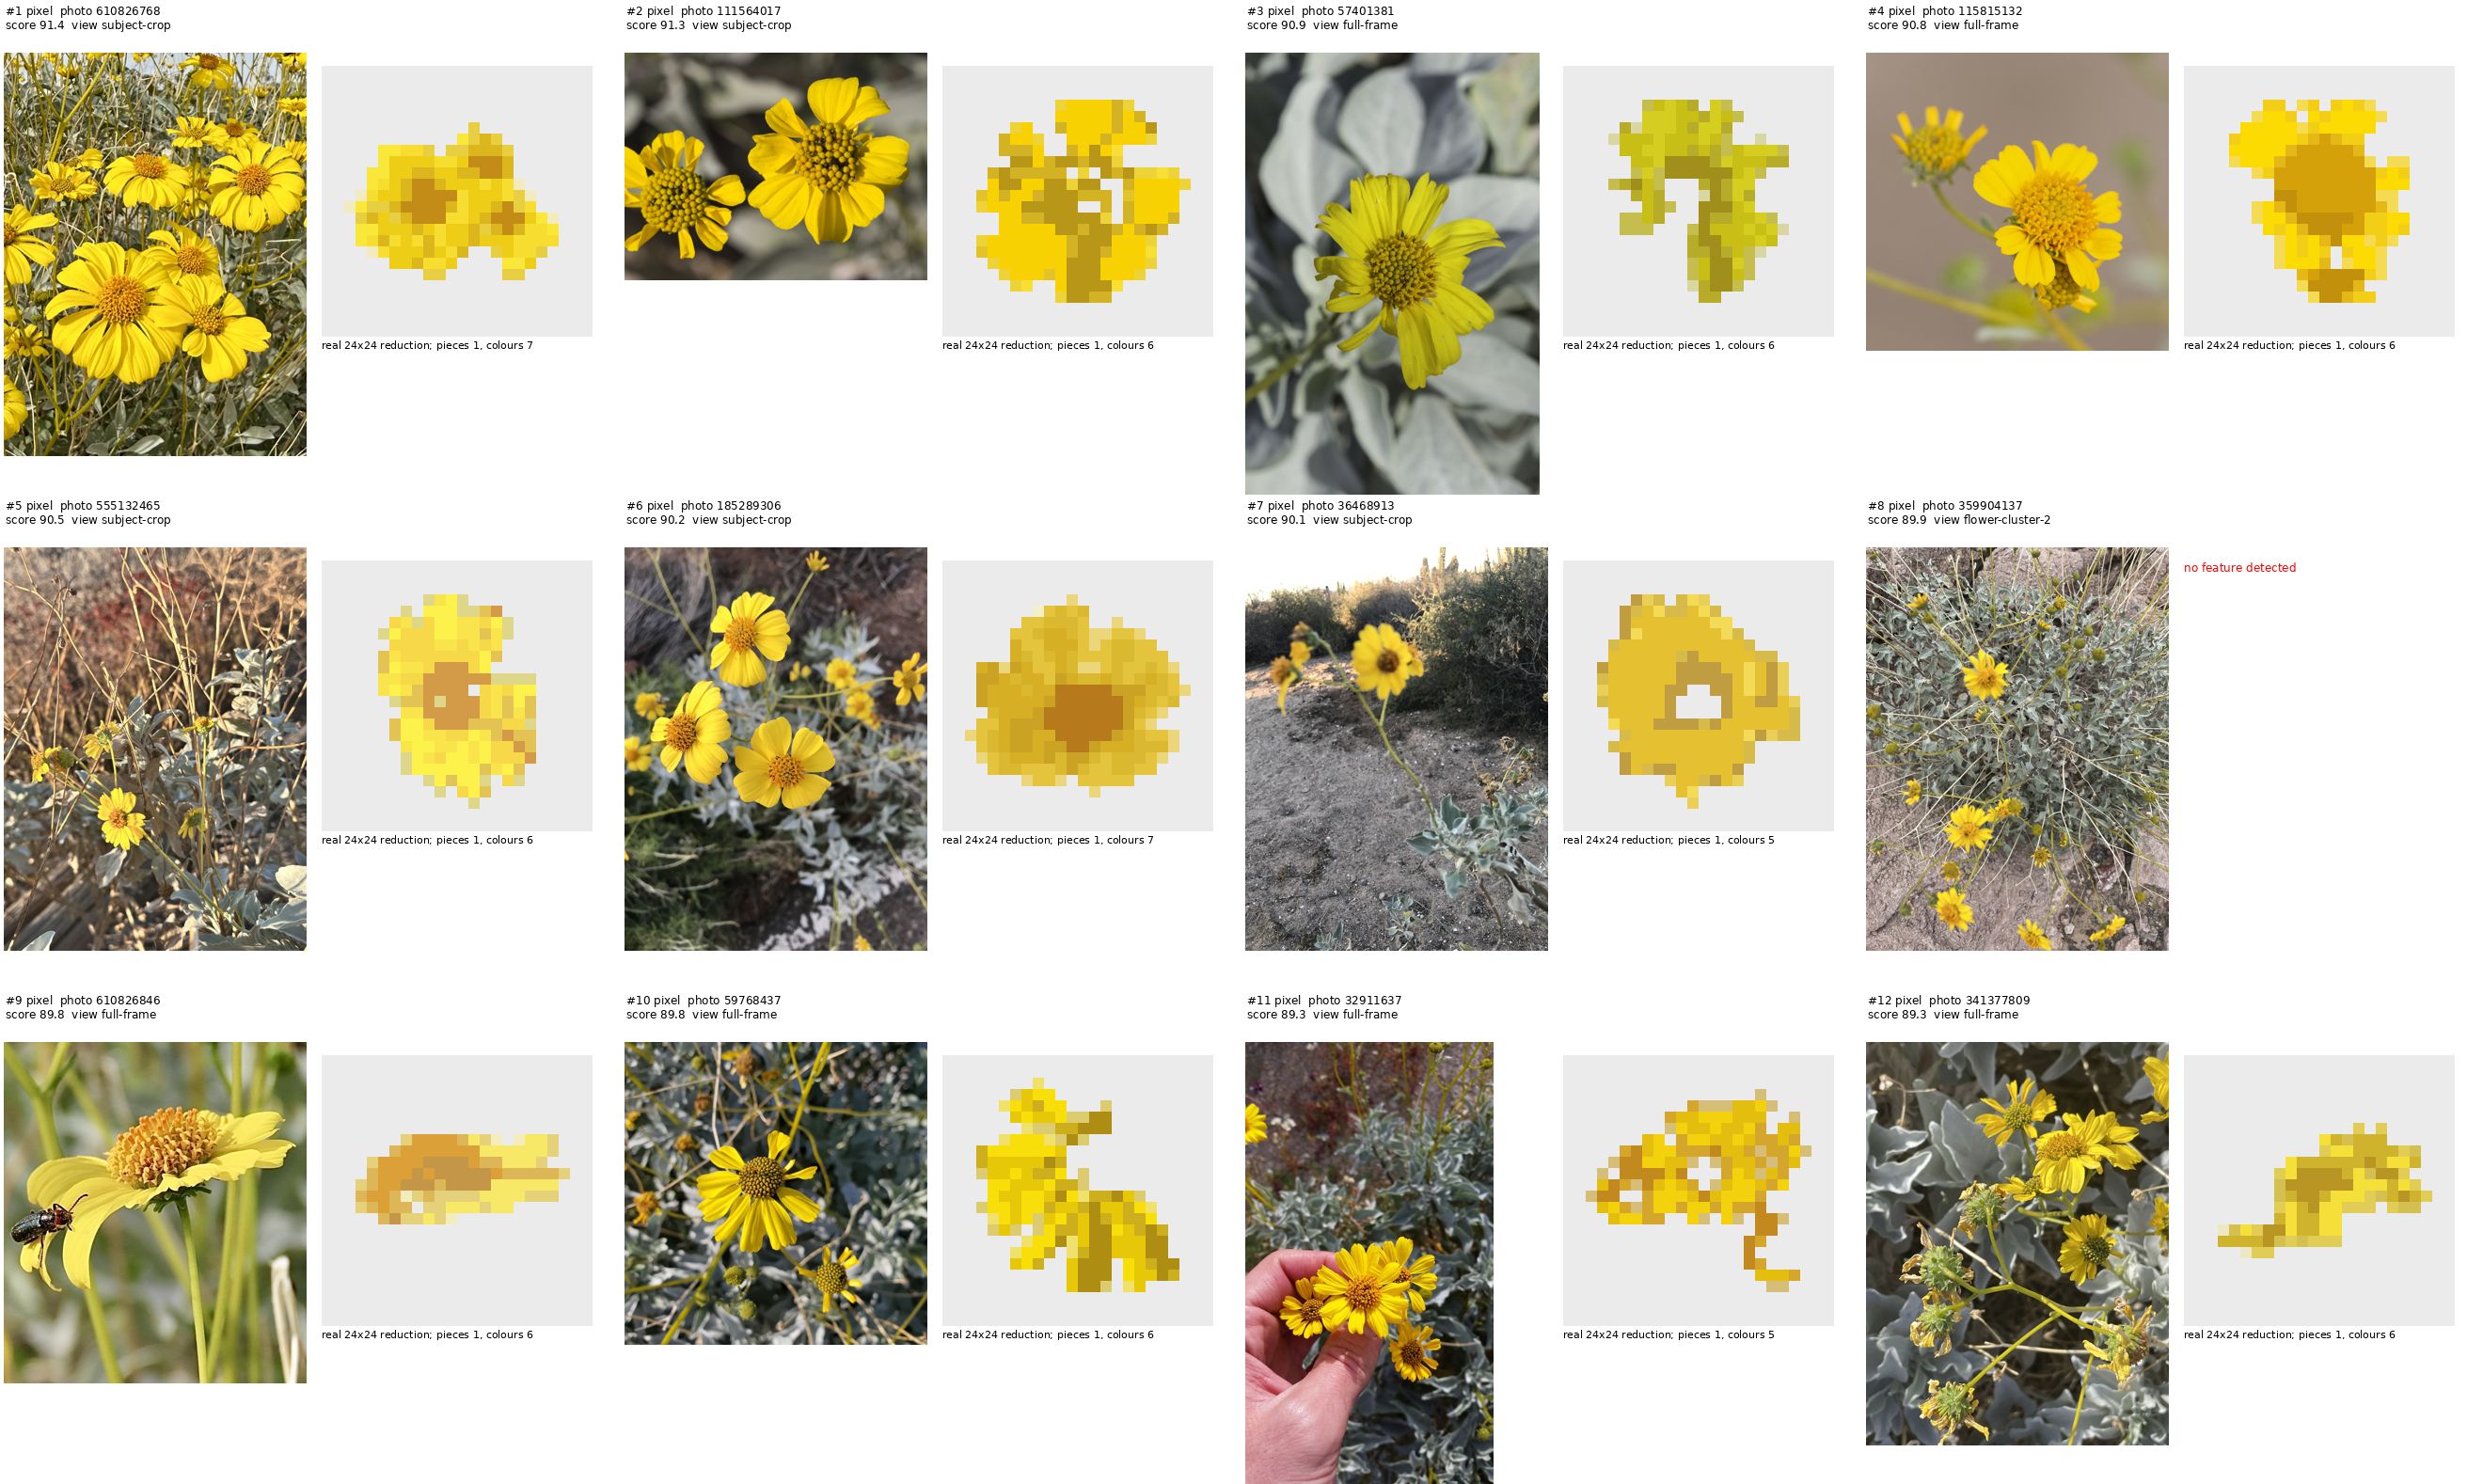 #1 pixel  photo 610826768
score 91.4  view subject-crop
real 24x24 reduction; pieces 1, colours 7
#2 pixel  photo 111564017
score 91.3  view subject-crop
real 24x24 reduction; pieces 1, colours 6
#3 pixel  photo 57401381
score 90.9  view full-frame
real 24x24 reduction; pieces 1, colours 6
#4 pixel  photo 115815132
score 90.8  view full-frame
real 24x24 reduction; pieces 1, colours 6
#5 pixel  photo 555132465
score 90.5  view subject-crop
real 24x24 reduction; pieces 1, colours 6
#6 pixel  photo 185289306
score 90.2  view subject-crop
real 24x24 reduction; pieces 1, colours 7
#7 pixel  photo 36468913
score 90.1  view subject-crop
real 24x24 reduction; pieces 1, colours 5
#8 pixel  photo 359904137
score 89.9  view flower-cluster-2
no feature detected
#9 pixel  photo 610826846
score 89.8  view full-frame
real 24x24 reduction; pieces 1, colours 6
#10 pixel  photo 59768437
score 89.8  view full-frame
real 24x24 reduction; pieces 1, colours 6
#11 pixel  photo 32911637
score 89.3  view full-frame
real 24x24 reduction; pieces 1, colours 5
#12 pixel  photo 341377809
score 89.3  view full-frame
real 24x24 reduction; pieces 1, colours 6